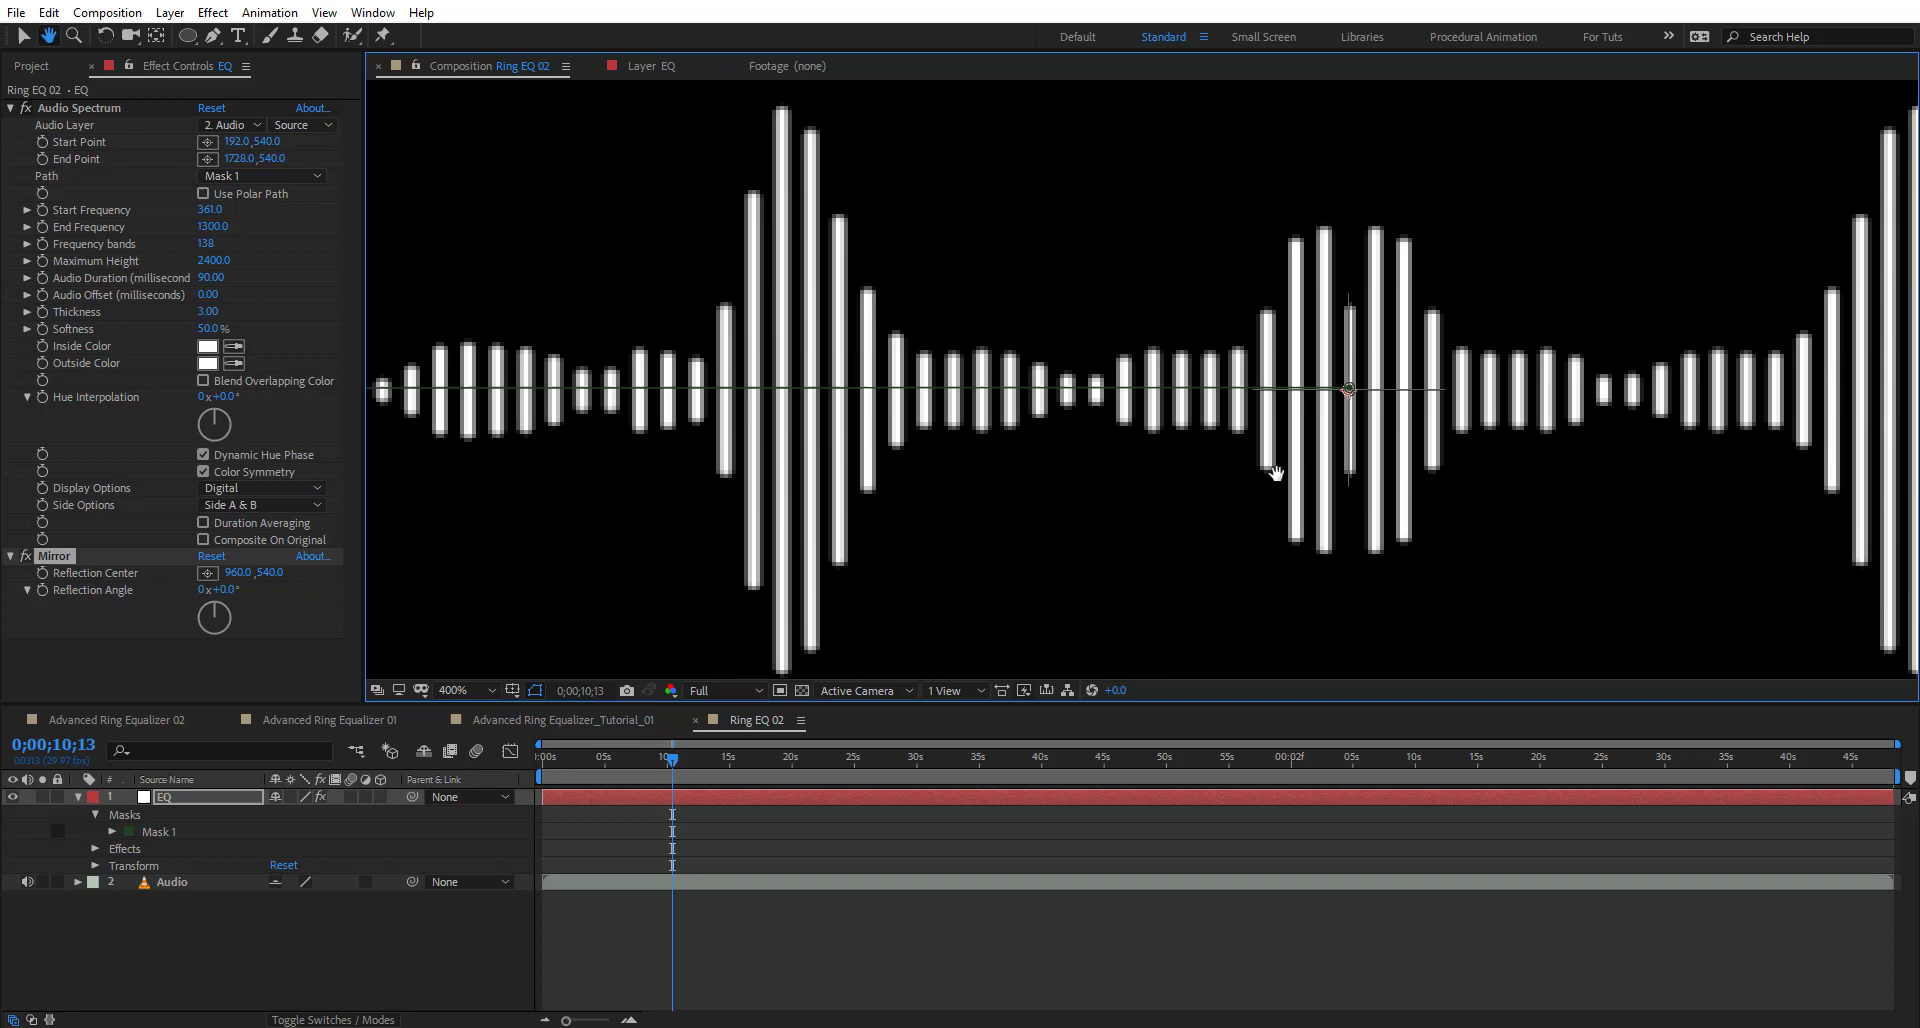 File Edit Composition Layer Effect Animation View Window Help
Default Standard Small Screen Libraries Procedural Animation For Tuts Search Help
Project Effect Controls EQ Composition Ring EQ 02 Layer EQ Footage (none)
Ring EQ 02 • EQ
fx Audio Spectrum Reset About...
Audio Layer 2. Audio Source
Start Point 192.0,540.0
End Point 1728.0,540.0
Path Mask 1
Use Polar Path
Start Frequency 361.0
End Frequency 1300.0
Frequency bands 138
Maximum Height 2400.0
Audio Duration (millisecond 90.00
Audio Offset (milliseconds) 0.00
Thickness 3.00
Softness 50.0 %
Inside Color
Outside Color
Blend Overlapping Color
Hue Interpolation 0x+0.0°
Dynamic Hue Phase
Color Symmetry
Display Options Digital
Side Options Side A & B
Duration Averaging
Composite On Original
fx Mirror Reset About...
Reflection Center 960.0,540.0
Reflection Angle 0x+0.0°
400% 0;00;10;13 Full Active Camera 1 View +0.0
Advanced Ring Equalizer 02 Advanced Ring Equalizer 01 Advanced Ring Equalizer_Tutorial_01 Ring EQ 02
0;00;10;13
00313 (29.97 fps)
:00s 05s 10s 15s 20s 25s 30s 35s 40s 45s 50s 55s 00:02f 05s 10s 15s 20s 25s 30s 35s 40s 45s
# Source Name fx Parent & Link
1 EQ fx None
Masks
Mask 1
Effects
Transform Reset
2 Audio None
Toggle Switches / Modes